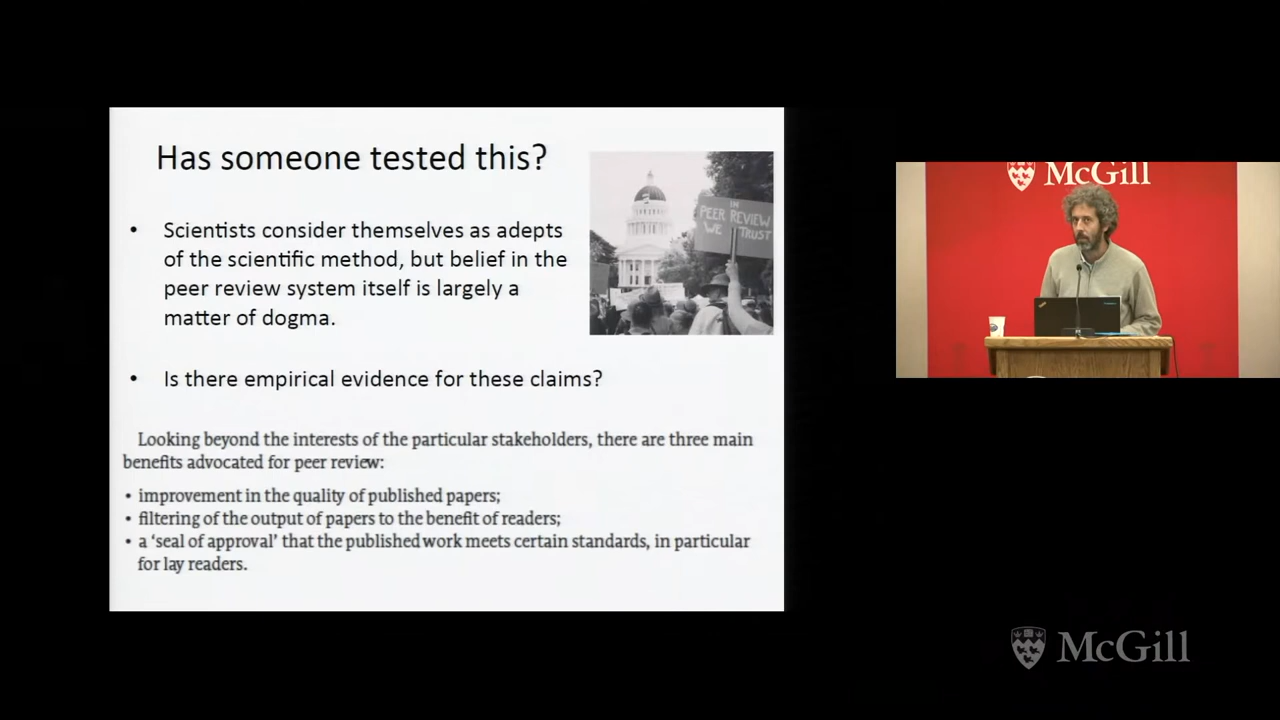 Has someone tested this?
IN
PEER REVIEW
WE TRUST
• Scientists consider themselves as adepts
of the scientific method, but belief in the
peer review system itself is largely a
matter of dogma.
• Is there empirical evidence for these claims?
Looking beyond the interests of the particular stakeholders, there are three main
benefits advocated for peer review:
• improvement in the quality of published papers;
• filtering of the output of papers to the benefit of readers;
• a ‘seal of approval’ that the published work meets certain standards, in particular
for lay readers.
McGill
McGill